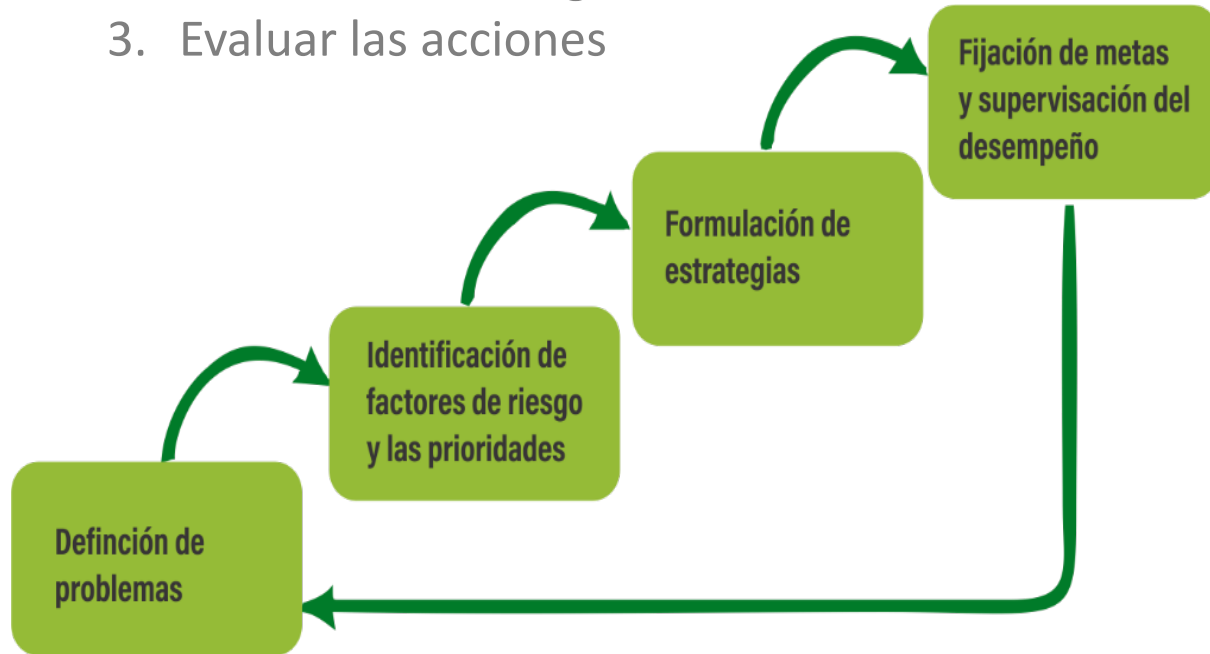 3. Evaluar las acciones
Fijación de metas
y supervisación del
desempeño
Formulación de
estrategias
Identificación de
factores de riesgo
y las prioridades
Definción de
problemas